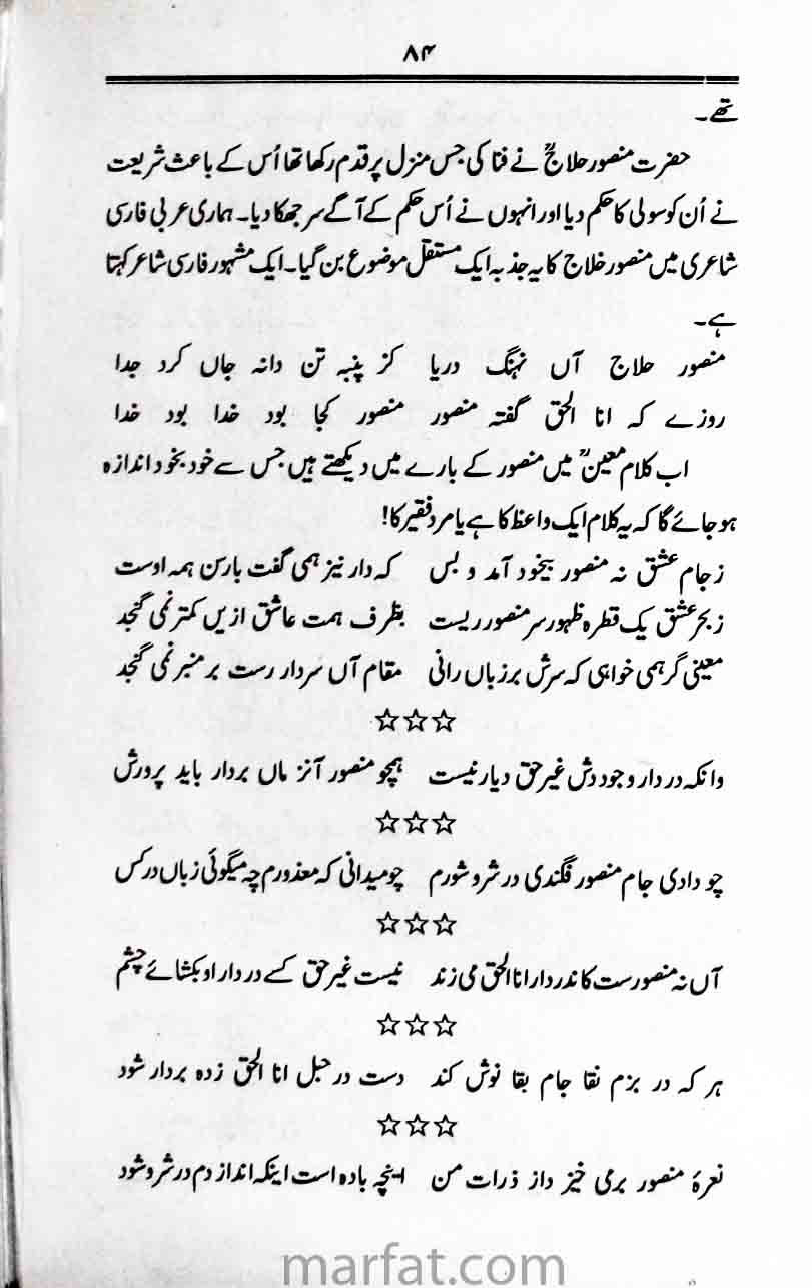 ۸۴
تھے۔
حضرت منصور حلاجؒ نے فنا کی جس منزل پر قدم رکھا تھا اُس کے باعث شریعت
نے اُن کو سولی کا حکم دیا اور انہوں نے اُس حکم کے آگے سر جھکا دیا۔ ہماری عربی فارسی
شاعری میں منصور خلاج کا یہ جذبہ ایک مستقل موضوع بن گیا۔ ایک مشہور فارسی شاعر کہتا
ہے۔
منصور حلاج آں نہنگ دریا کز پنبہ تن دانہ جاں کرد جدا
روزے کہ انا الحق گفتہ منصور منصور کجا بود خدا بود خدا
اب کلام معینؒ میں منصور کے بارے میں دیکھتے ہیں جس سے خود بخود اندازہ
ہو جائے گا کہ یہ کلام ایک واعظ کا ہے یا مرد فقیر کا!
زجام عشق نہ منصور بیخود آمد و بس کہ دار نیز ہمی گفت بارسن ہمہ اوست
زبحر عشق یک قطرہ ظہور سر منصور ریست بظرف ہمت عاشق ازیں کمتر نمی گنجد
معینی گر ہمی خواہی کہ سرش بر زباں رانی مقام آں سردار رست بر منبر نمی گنجد
☆☆☆
وانکہ در دار وجودش غیر حق دیار نیست ہمچو منصور آنز ماں بردار باید پرورش
☆☆☆
چو دادی جام منصور فگندی در شر و شورم چو میدانی کہ معذورم چہ میگوئی زباں درکس
☆☆☆
آں نہ منصورست کاندر دار اناالحق می زند نیست غیر حق کسے در دار او بکشائے چشم
☆☆☆
ہر کہ در بزم نقا جام بقا نوش کند دست در حبل انا الحق زدہ بردار شود
☆☆☆
نعرۂ منصور برمی خیز داز ذرات من اینچہ بادہ است اینکہ انداز دم در شر و شود
marfat.com